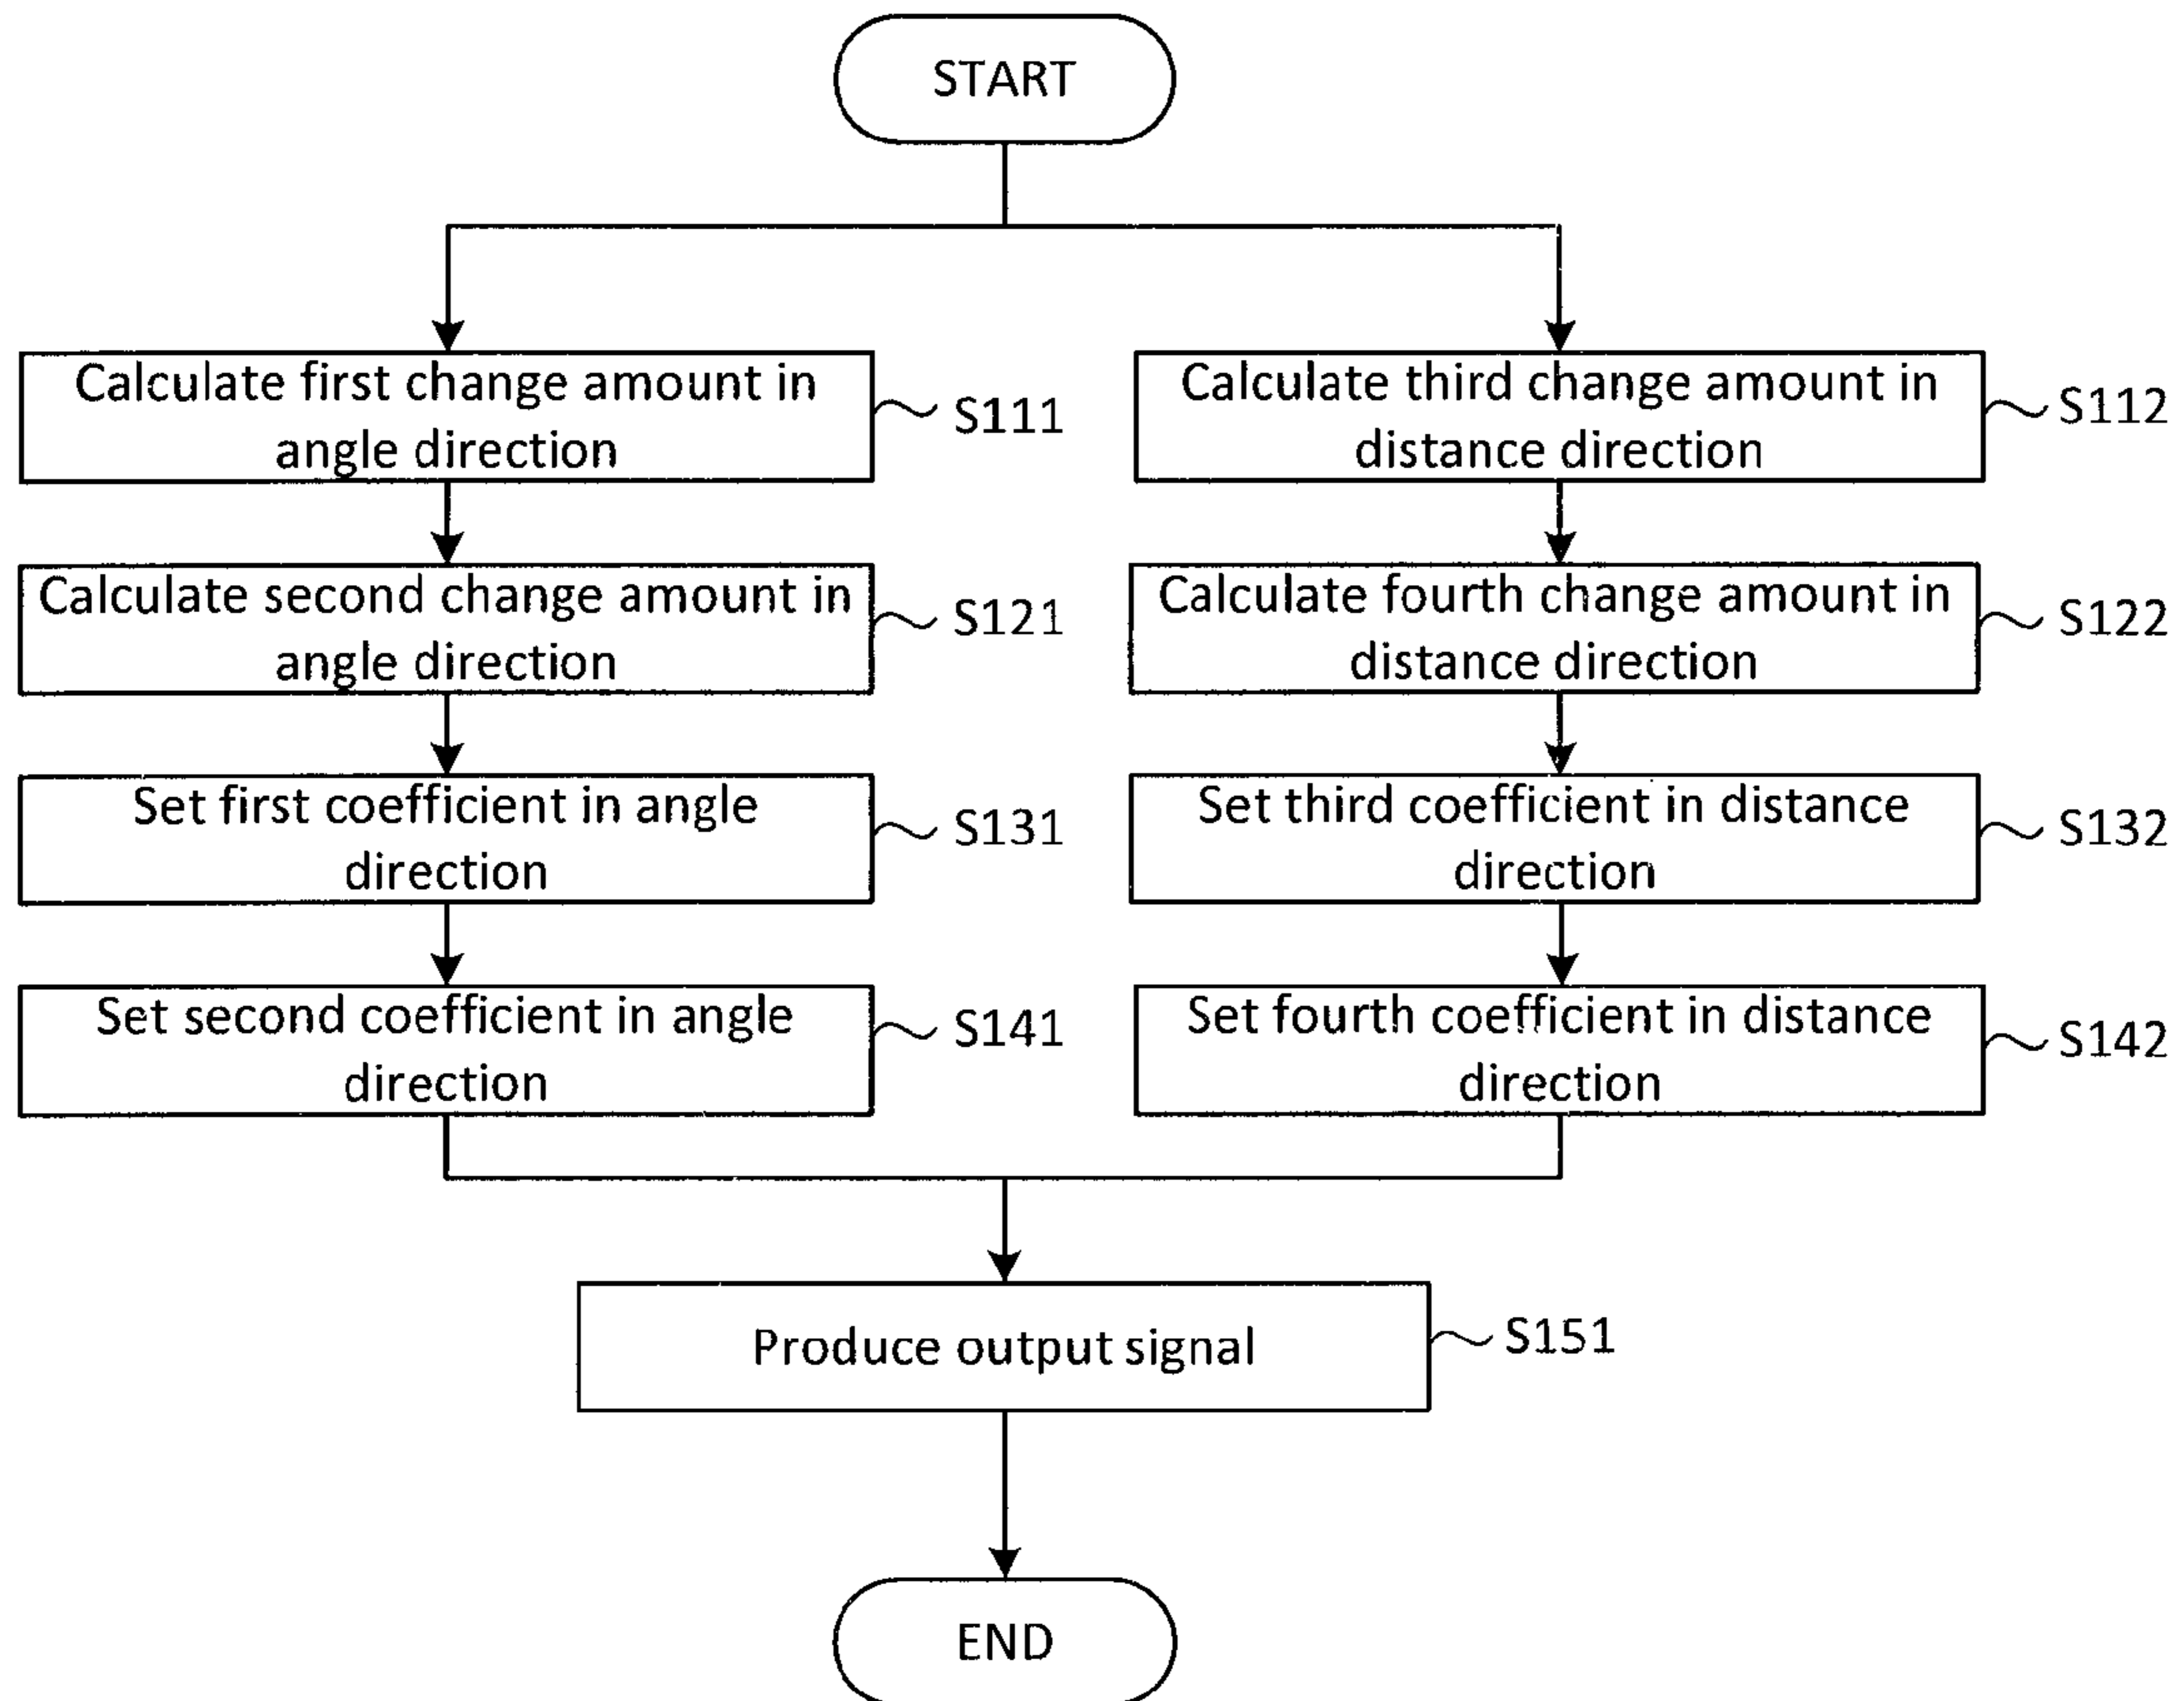 START
Calculate first change amount in
angle direction
S111
Calculate third change amount in
distance direction
S112
Calculate second change amount in
angle direction
S121
Calculate fourth change amount in
distance direction
S122
Set first coefficient in angle
direction
S131
Set third coefficient in distance
direction
S132
Set second coefficient in angle
direction
S141
Set fourth coefficient in distance
direction
S142
Produce output signal
S151
END